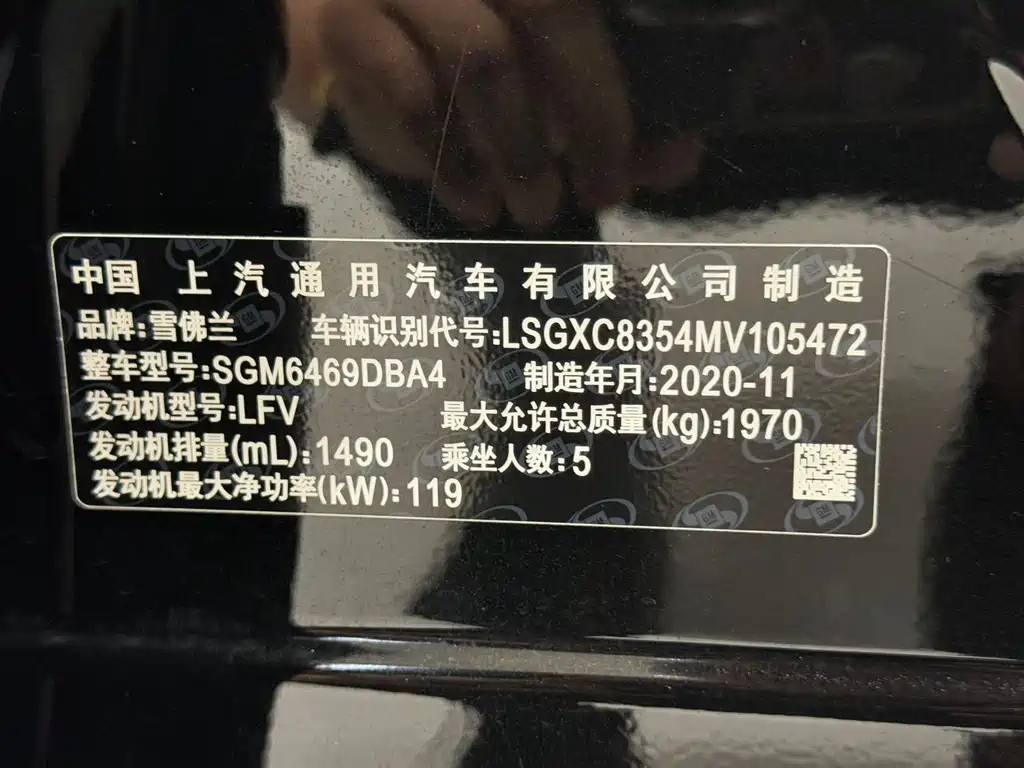 中国 上汽通用汽车有限公司制造
品牌:雪佛兰 车辆识别代号:LSGXC8354MV105472
整车型号:SGM6469DBA4 制造年月:2020-11
发动机型号:LFV 最大允许总质量(kg):1970
发动机排量(mL):1490 乘坐人数:5
发动机最大净功率(kW):119